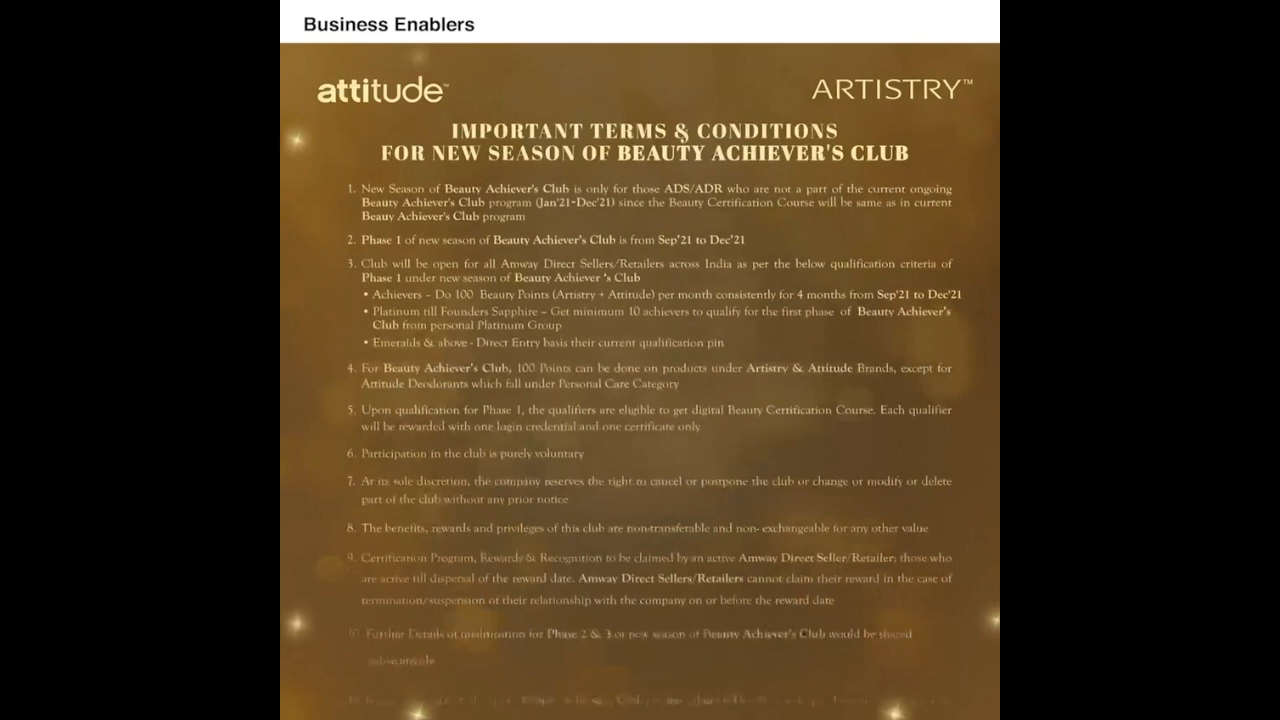 Business Enablers
attitude™
ARTISTRY™
IMPORTANT TERMS & CONDITIONS
FOR NEW SEASON OF BEAUTY ACHIEVER'S CLUB
1. New Season of Beauty Achiever's Club is only for those ADS/ADR who are not a part of the current ongoing
Beauty Achiever's Club program (Jan'21-Dec'21) since the Beauty Certification Course will be same as in current
Beauy Achiever's Club program
2. Phase 1 of new season of Beauty Achiever's Club is from Sep'21 to Dec'21
3. Club will be open for all Amway Direct Sellers/Retailers across India as per the below qualification criteria of
Phase 1 under new season of Beauty Achiever 's Club
• Achievers – Do 100 Beauty Points (Artistry + Attitude) per month consistently for 4 months from Sep'21 to Dec'21
• Platinum till Founders Sapphire – Get minimum 10 achievers to qualify for the first phase of Beauty Achiever's
Club from personal Platinum Group
• Emeralds & above - Direct Entry basis their current qualification pin
4. For Beauty Achiever's Club, 100 Points can be done on products under Artistry & Attitude Brands, except for
Attitude Deodorants which fall under Personal Care Category
5. Upon qualification for Phase 1, the qualifiers are eligible to get digital Beauty Certification Course. Each qualifier
will be rewarded with one login credential and one certificate only
6. Participation in the club is purely voluntary
7. At its sole discretion, the company reserves the right to cancel or postpone the club or change or modify or delete
part of the club without any prior notice
8. The benefits, rewards and privileges of this club are non-transferable and non- exchangeable for any other value
9. Certification Program, Rewards & Recognition to be claimed by an active Amway Direct Seller/Retailer; those who
are active till dispersal of the reward date. Amway Direct Sellers/Retailers cannot claim their reward in the case of
termination/suspension of their relationship with the company on or before the reward date
10. Further Details of qualification for Phase 2 & 3 of new season of Beauty Achiever's Club would be shared